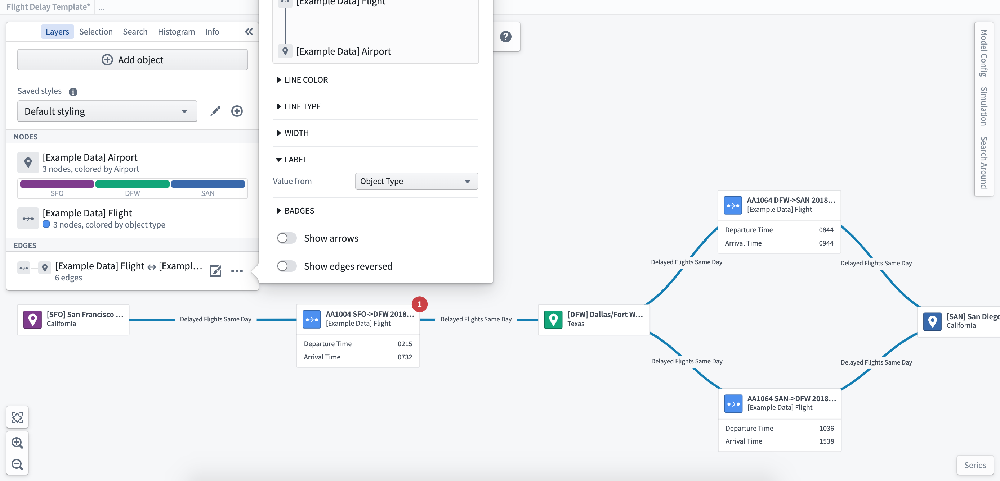 Flight Delay Template* ...
Layers Selection Search Histogram Info
Add object
Saved styles
Default styling
NODES
[Example Data] Airport
3 nodes, colored by Airport
SFO DFW SAN
[Example Data] Flight
3 nodes, colored by object type
EDGES
[Example Data] Flight ↔ [Exampl...
6 edges
[Example Data] Flight
[Example Data] Airport
LINE COLOR
LINE TYPE
WIDTH
LABEL
Value from Object Type
BADGES
Show arrows
Show edges reversed
?
Model Config
Simulation
Search Around
[SFO] San Francisco ...
California
Delayed Flights Same Day
1
AA1004 SFO->DFW 2018...
[Example Data] Flight
Departure Time 0215
Arrival Time 0732
Delayed Flights Same Day
[DFW] Dallas/Fort W...
Texas
Delayed Flights Same Day
AA1064 DFW->SAN 2018...
[Example Data] Flight
Departure Time 0844
Arrival Time 0944
Delayed Flights Same Day
[SAN] San Diego
California
Delayed Flights Same Day
AA1064 SAN->DFW 2018...
[Example Data] Flight
Departure Time 1036
Arrival Time 1538
Delayed Flights Same Day
Series